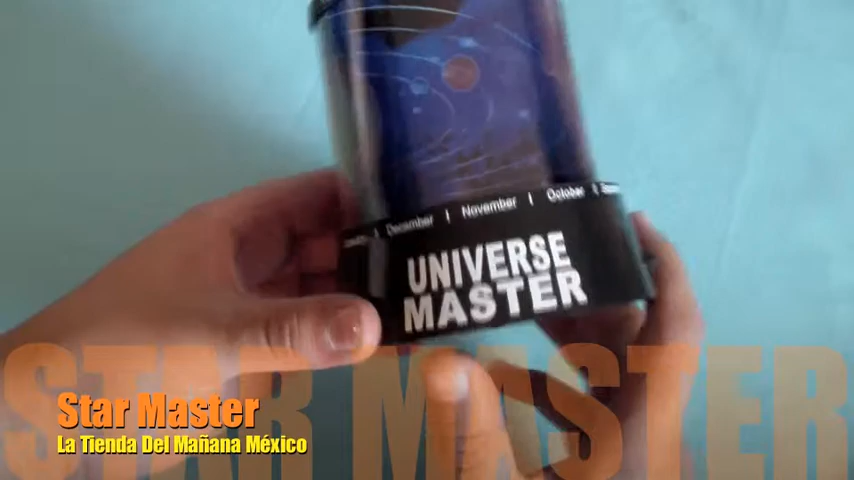 December | November | October |
UNIVERSE
MASTER
STAR MASTER
Star Master
La Tienda Del Mañana México